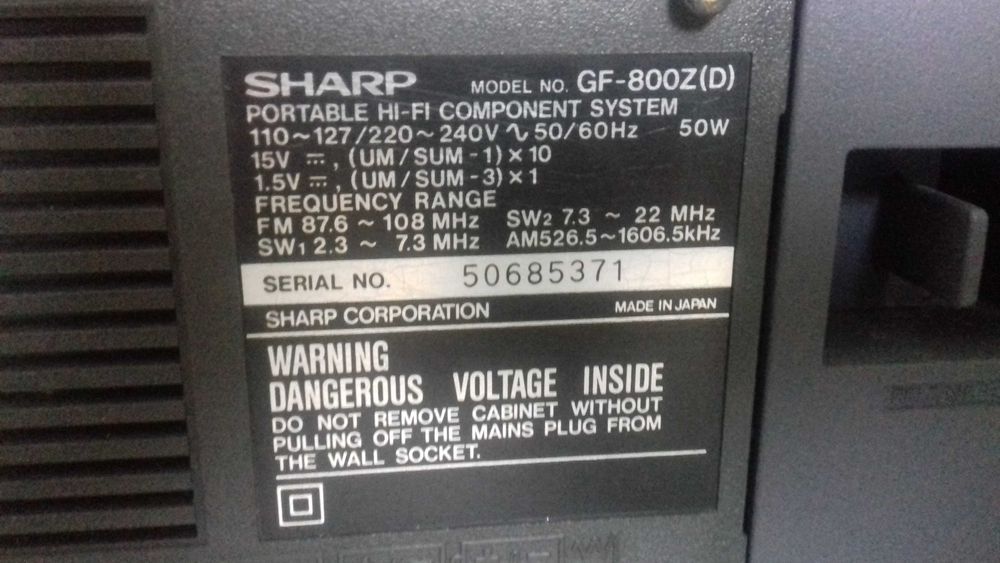 SHARP MODEL NO. GF-800Z(D)
PORTABLE HI-FI COMPONENT SYSTEM
110～127/220～240V ∿ 50/60Hz 50W
15V ⎓, (UM/SUM-1)×10
1.5V ⎓, (UM/SUM-3)×1
FREQUENCY RANGE
FM 87.6 ～ 108 MHz SW2 7.3 ～ 22 MHz
SW1 2.3 ～ 7.3 MHz AM526.5～1606.5kHz
SERIAL NO. 50685371
SHARP CORPORATION MADE IN JAPAN
WARNING
DANGEROUS VOLTAGE INSIDE
DO NOT REMOVE CABINET WITHOUT
PULLING OFF THE MAINS PLUG FROM
THE WALL SOCKET.